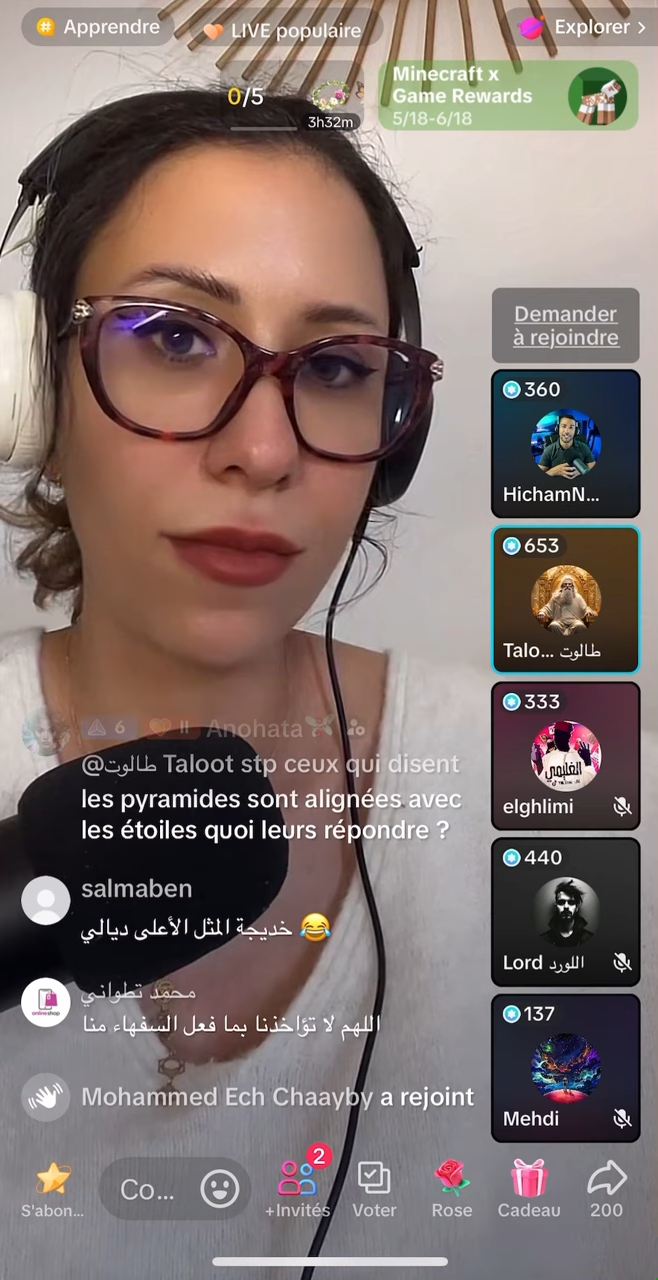 Apprendre
LIVE populaire
Explorer >
0/5
3h32m
Minecraft x
Game Rewards
5/18-6/18
Demander
à rejoindre
360
HichamN...
653
Talo... طالوت
333
الغليمي
elghlimi
440
Lord اللورد
137
Mehdi
6 II Anohata
@طالوت Taloot stp ceux qui disent
les pyramides sont alignées avec
les étoiles quoi leurs répondre ?
salmaben
خديجة المثل الأعلى ديالي 😂
محمد تطواني
onlineshop
اللهم لا تؤاخذنا بما فعل السفهاء منا
Mohammed Ech Chaayby a rejoint
S'abon...
Co...
2
+Invités
Voter
Rose
Cadeau
200